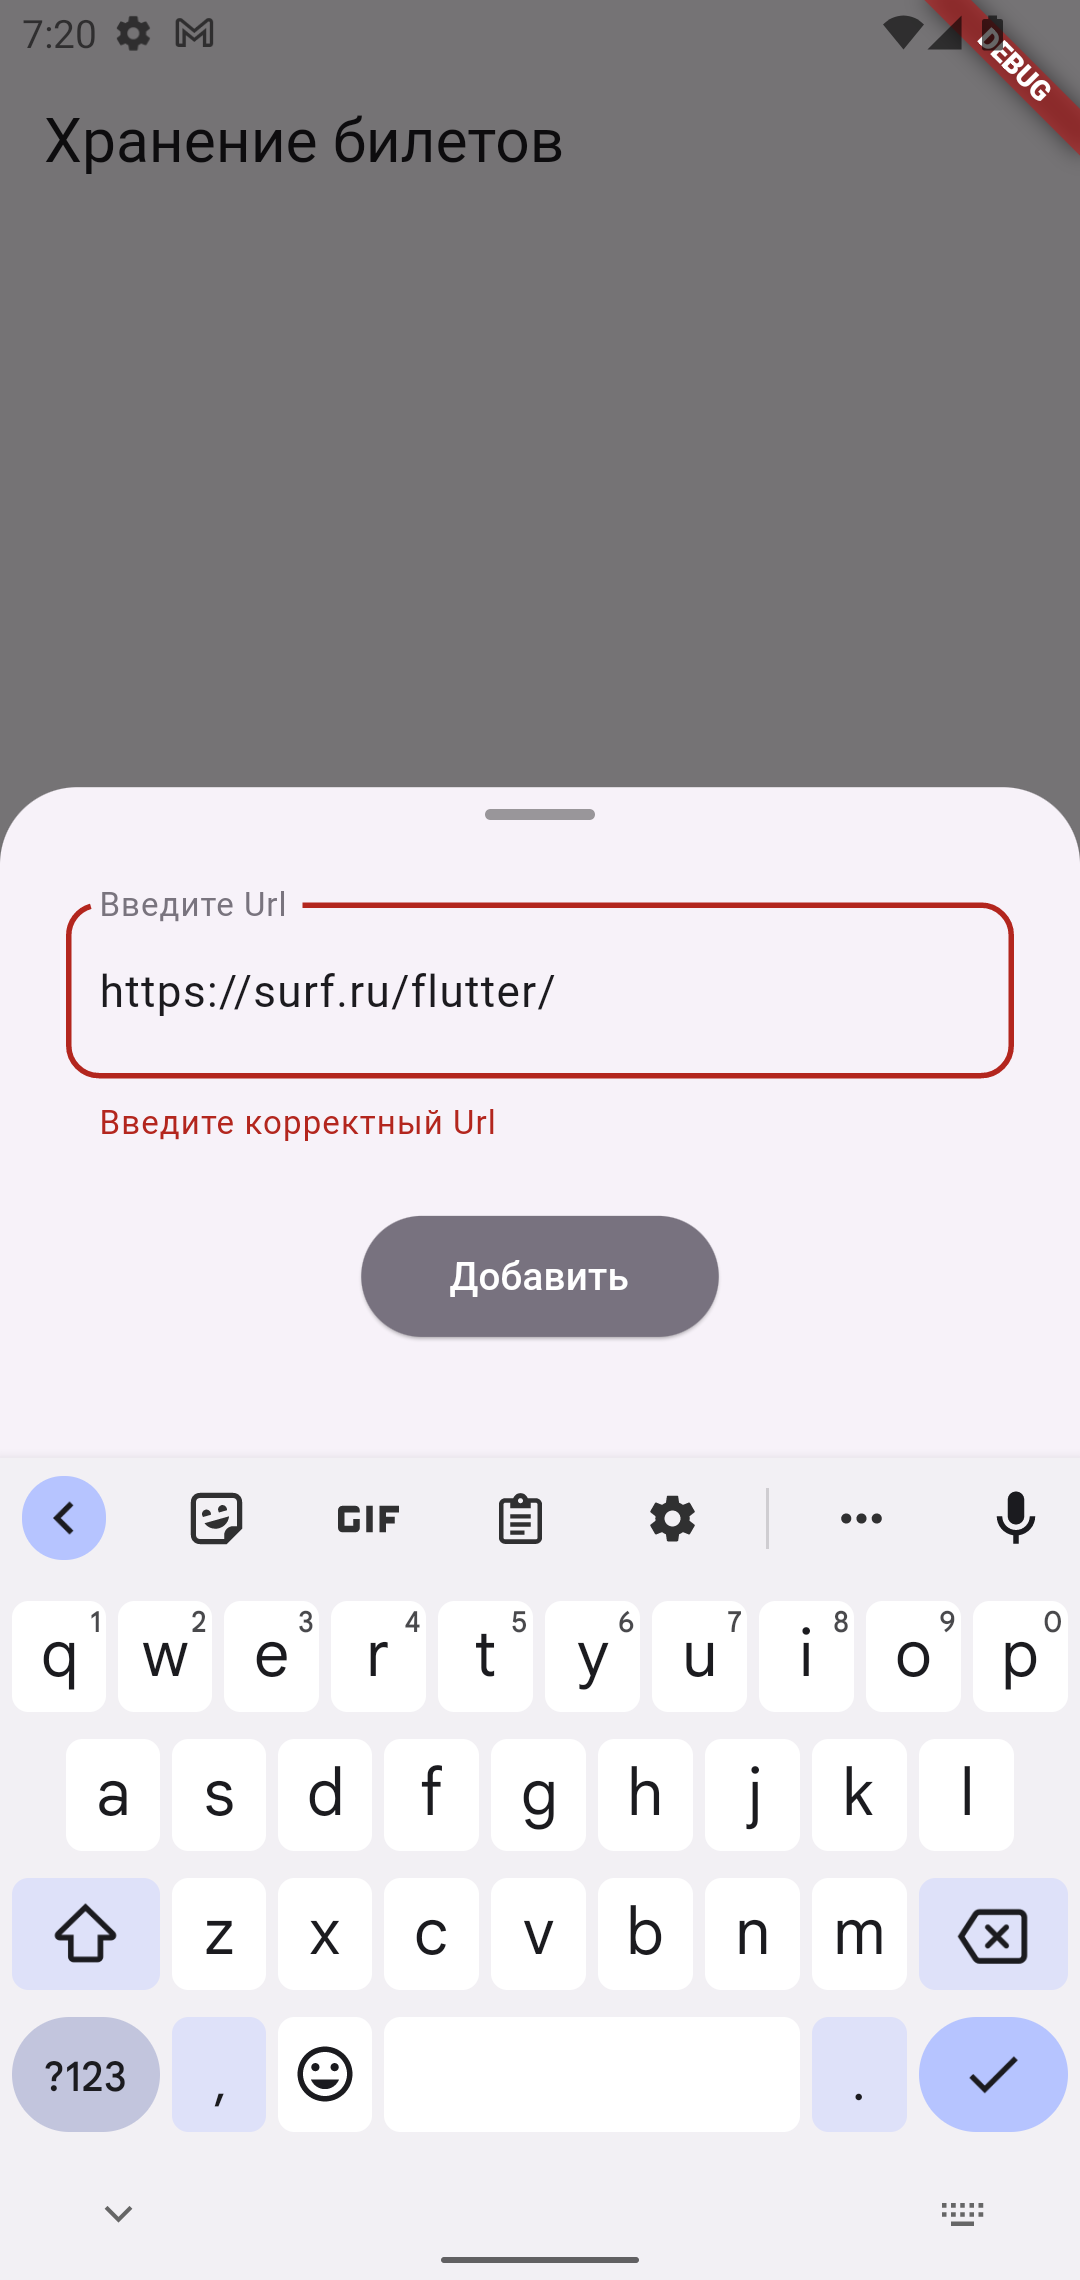 7:20
DEBUG
Хранение билетов
Введите Url
https://surf.ru/flutter/
Введите корректный Url
Добавить
GIF
q 1 w 2 e 3 r 4 t 5 y 6 u 7 i 8 o 9 p 0
a s d f g h j k l
z x c v b n m
?123 , .